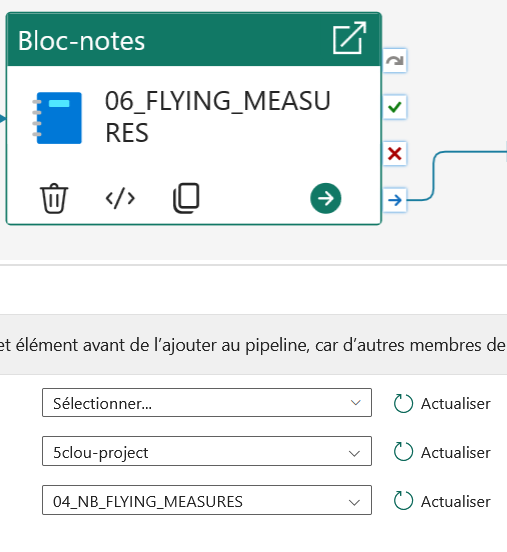 Bloc-notes
06_FLYING_MEASU
RES
et élément avant de l'ajouter au pipeline, car d'autres membres de
Sélectionner... Actualiser
5clou-project Actualiser
04_NB_FLYING_MEASURES Actualiser